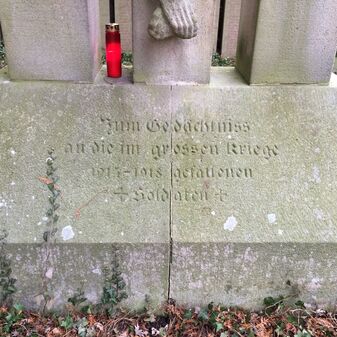 Zum Gedächtniss
an die im grossen Kriege
1914-1918 gefallenen
+ Soldaten +